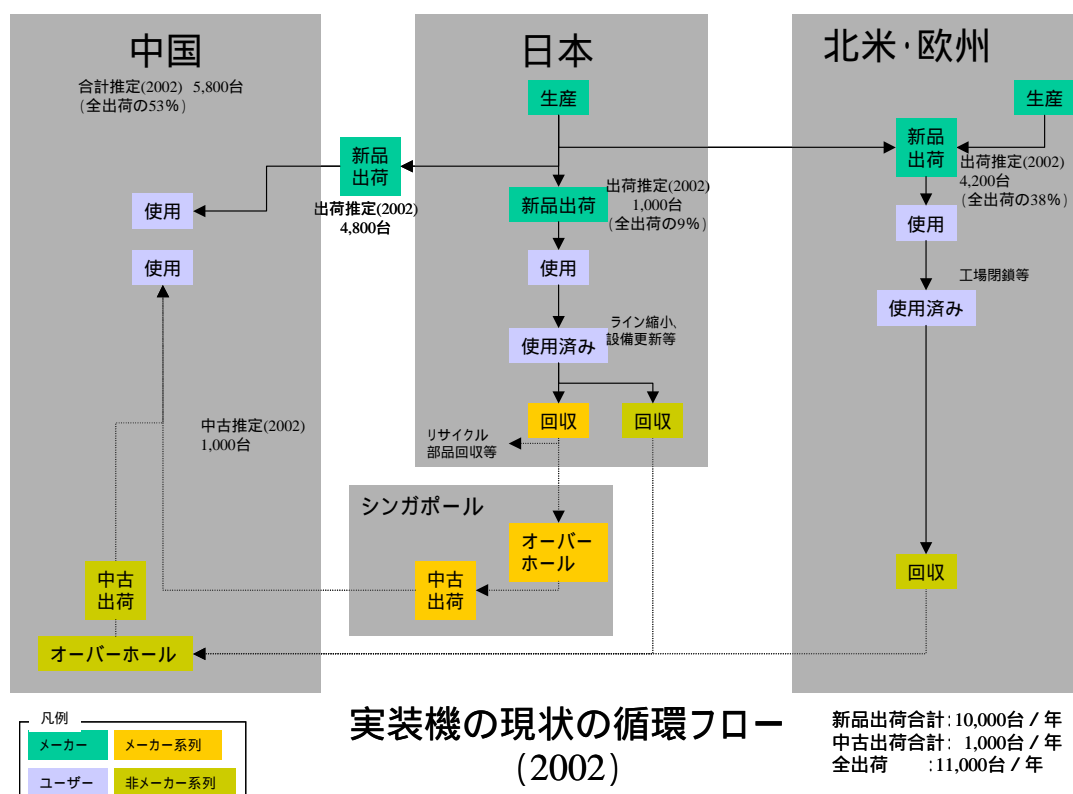 中国
合計推定(2002) 5,800台
(全出荷の53%)
新品
出荷
出荷推定(2002)
4,800台
使用
使用
中古推定(2002)
1,000台
中古
出荷
オーバーホール
日本
生産
新品出荷
出荷推定(2002)
1,000台
(全出荷の9%)
使用
使用済み
ライン縮小、
設備更新等
回収
回収
リサイクル
部品回収等
シンガポール
オーバー
ホール
中古
出荷
北米・欧州
生産
新品
出荷
出荷推定(2002)
4,200台
(全出荷の38%)
使用
工場閉鎖等
使用済み
回収
凡例
メーカー
メーカー系列
ユーザー
非メーカー系列
実装機の現状の循環フロー
(2002)
新品出荷合計:10,000台/年
中古出荷合計: 1,000台/年
全出荷 :11,000台/年